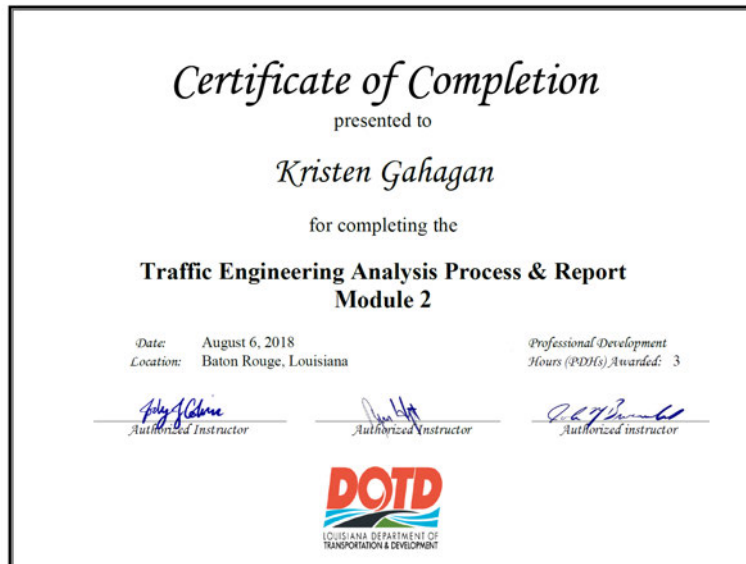 Certificate of Completion
presented to
Kristen Gahagan
for completing the
Traffic Engineering Analysis Process & Report
Module 2
Date: August 6, 2018
Location: Baton Rouge, Louisiana
Professional Development
Hours (PDHs) Awarded: 3
Authorized Instructor
Authorized Instructor
Authorized instructor
DOTD
LOUISIANA DEPARTMENT OF
TRANSPORTATION & DEVELOPMENT